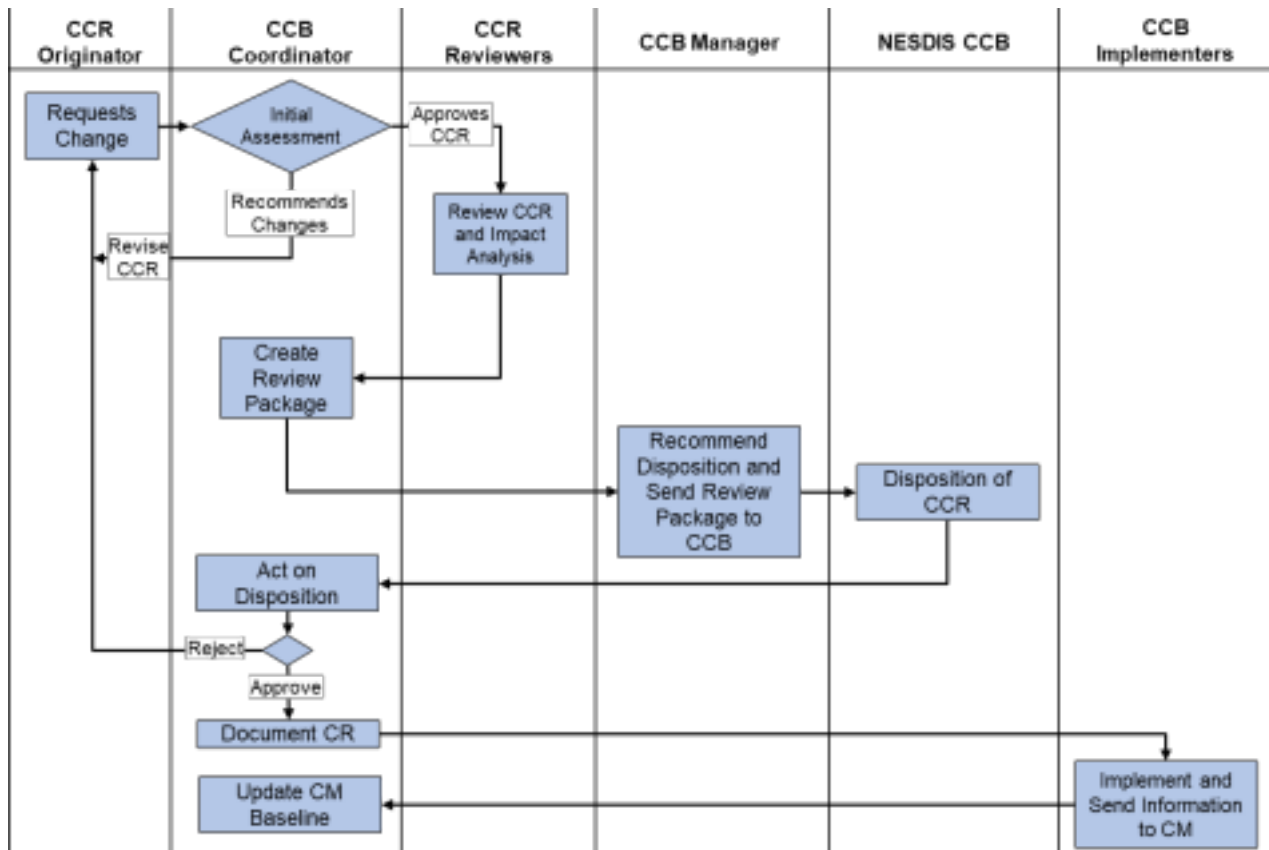 CCR
Originator
CCB
Coordinator
CCR
Reviewers
CCB Manager
NESDIS CCB
CCB
Implementers
Requests
Change
Initial
Assessment
Approves
CCR
Recommends
Changes
Revise
CCR
Review CCR
and Impact
Analysis
Create
Review
Package
Recommend
Disposition and
Send Review
Package to
CCB
Disposition of
CCR
Act on
Disposition
Reject
Approve
Document CR
Update CM
Baseline
Implement and
Send Information
to CM